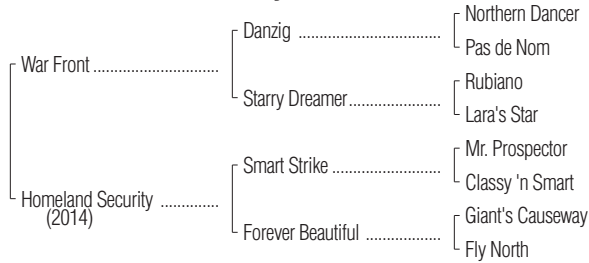 Northern Dancer
Danzig ........................
Pas de Nom
War Front ............................
Rubiano
Starry Dreamer.....................
Lara's Star
Mr. Prospector
Smart Strike ........................
Classy 'n Smart
Homeland Security ..............
(2014)
Giant's Causeway
Forever Beautiful .................
Fly North